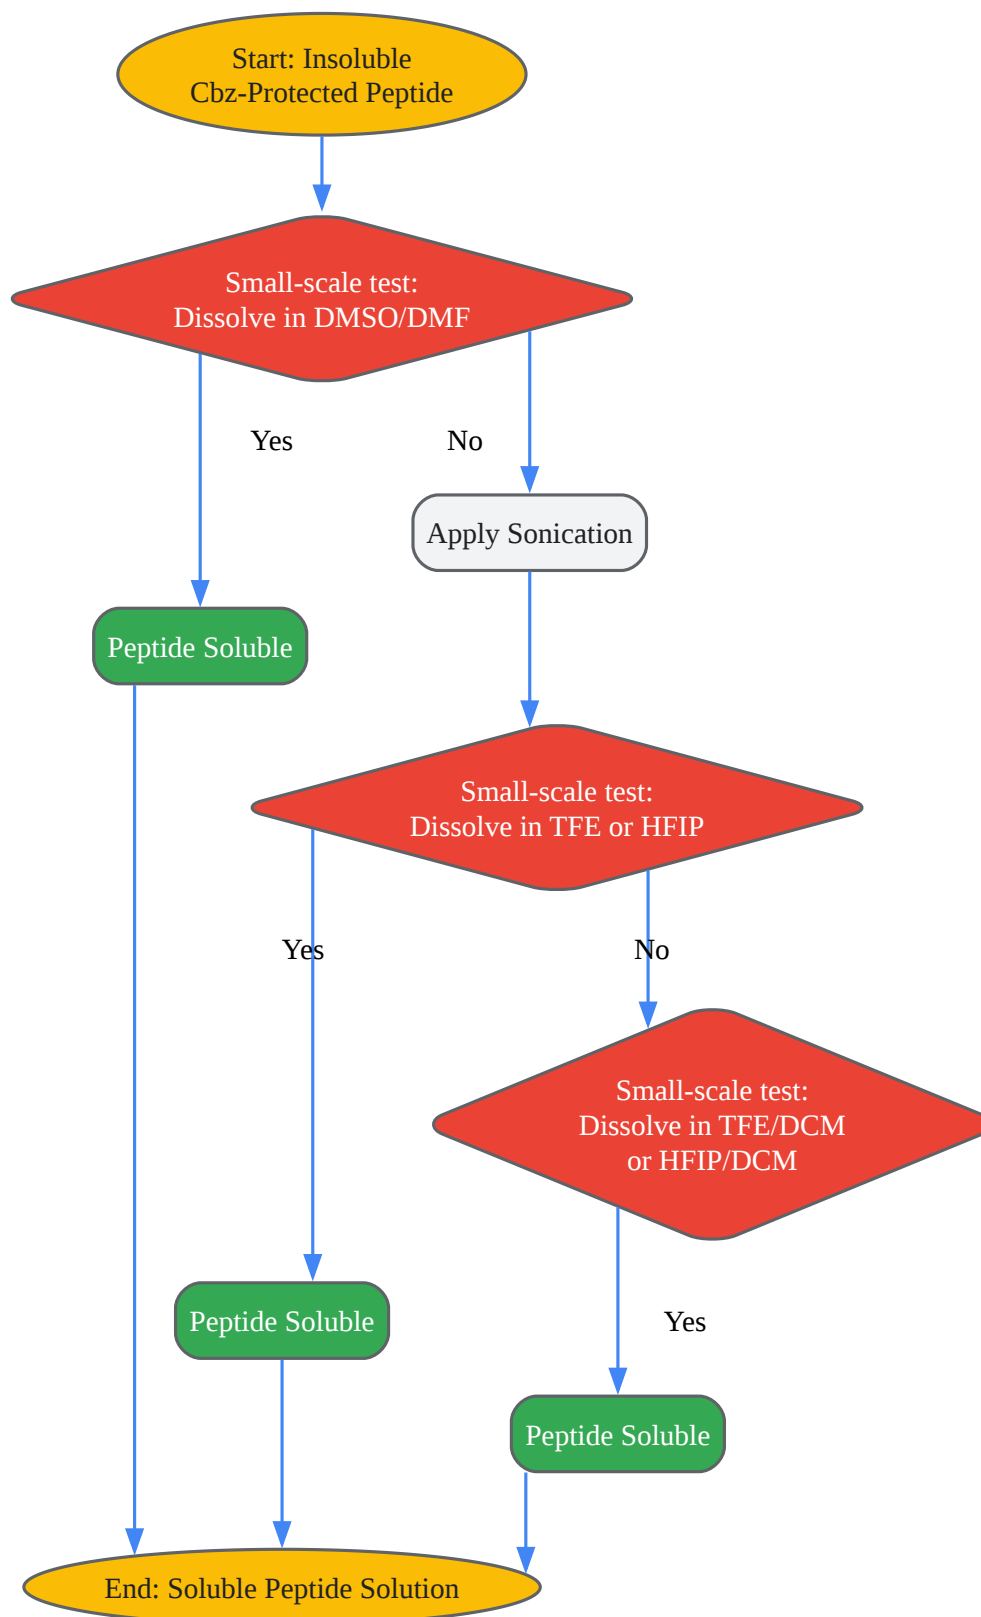 Start: Insoluble
Cbz-Protected Peptide
Small-scale test:
Dissolve in DMSO/DMF
Yes
No
Apply Sonication
Peptide Soluble
Small-scale test:
Dissolve in TFE or HFIP
Yes
No
Small-scale test:
Dissolve in TFE/DCM
or HFIP/DCM
Peptide Soluble
Yes
Peptide Soluble
End: Soluble Peptide Solution